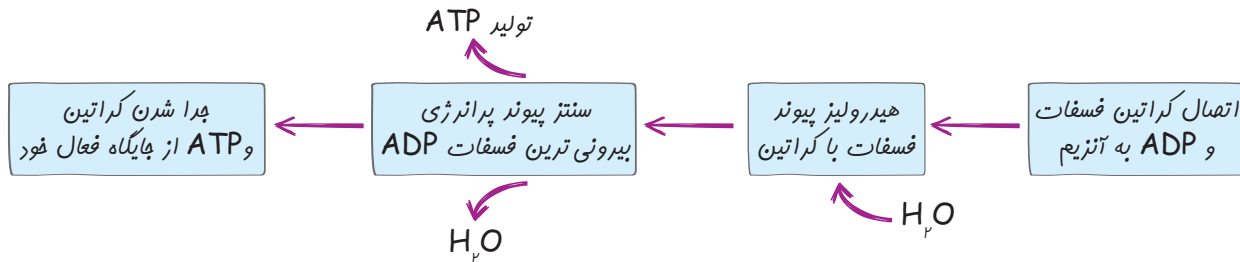 تولید ATP
اتصال کراتین فسفات
و ADP به آنزیم
هیدرولیز پیوند
فسفات با کراتین
سنتز پیوند پرانرژی
بیرونی ترین فسفات ADP
جدا شدن کراتین
و ATP از جایگاه فعال خود
H₂O
H₂O